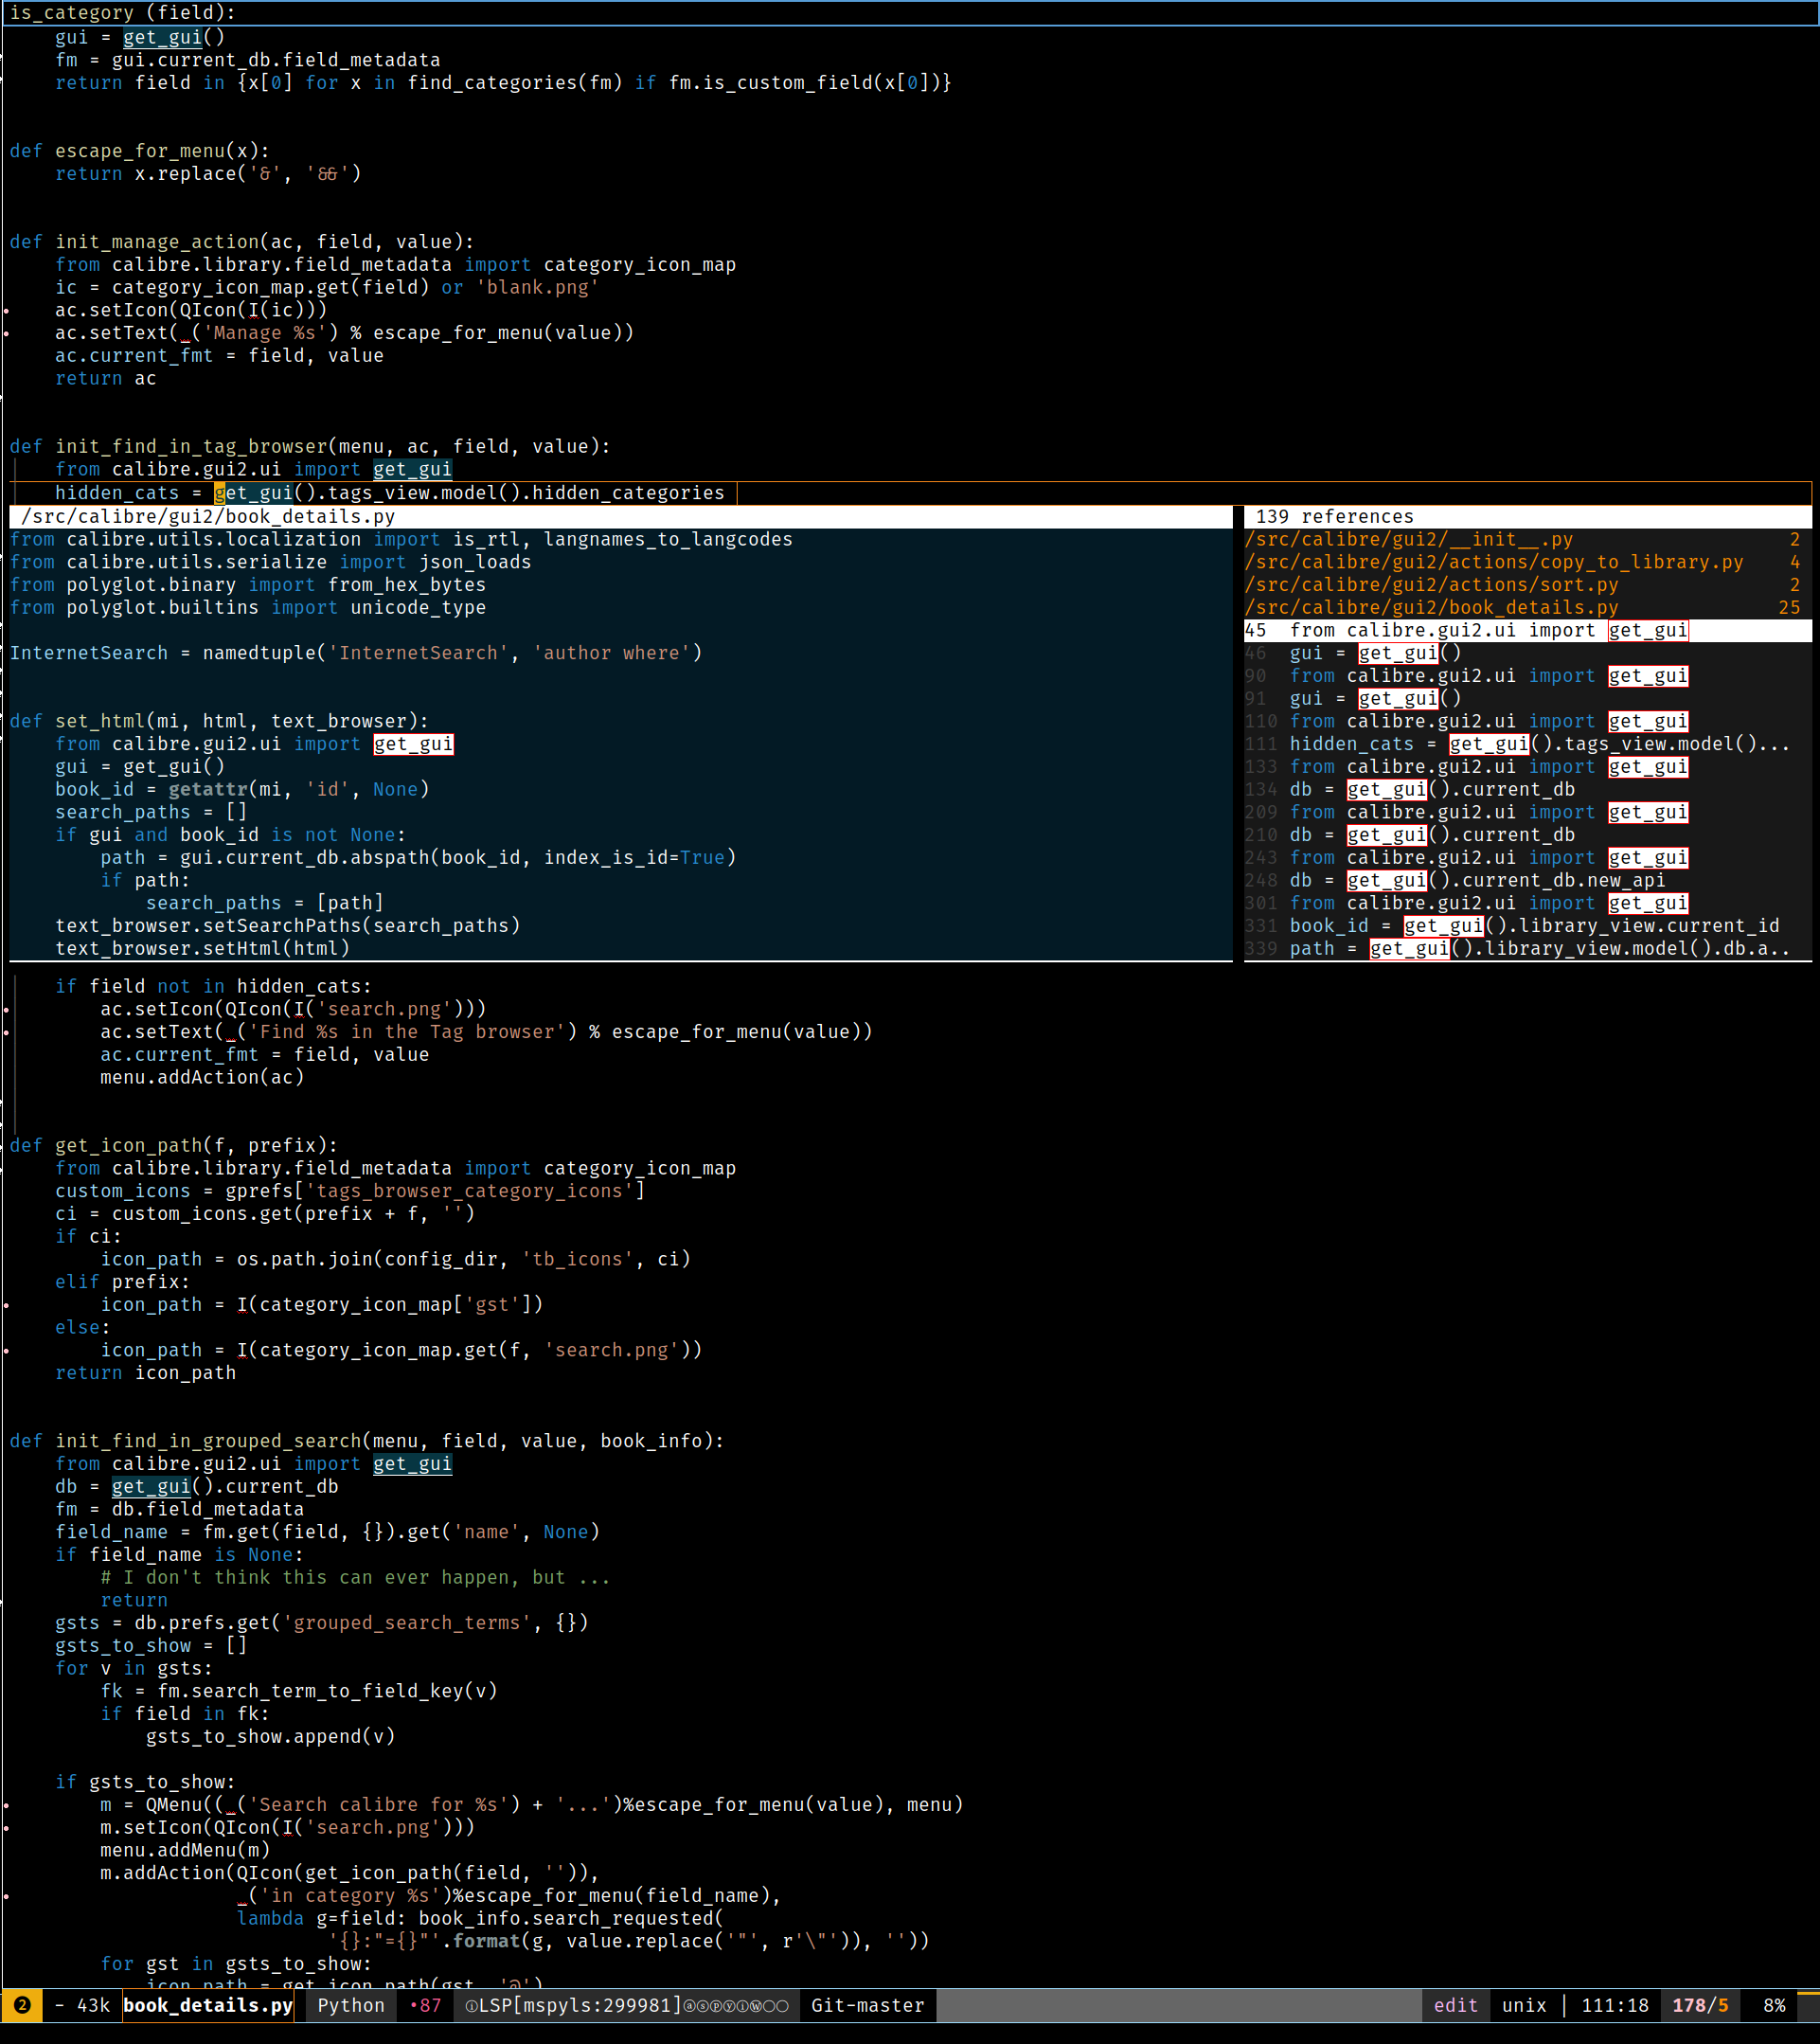 is_category (field):
    gui = get_gui()
    fm = gui.current_db.field_metadata
    return field in {x[0] for x in find_categories(fm) if fm.is_custom_field(x[0])}
def escape_for_menu(x):
    return x.replace('&', '&&')
def init_manage_action(ac, field, value):
    from calibre.library.field_metadata import category_icon_map
    ic = category_icon_map.get(field) or 'blank.png'
    ac.setIcon(QIcon(I(ic)))
    ac.setText(_('Manage %s') % escape_for_menu(value))
    ac.current_fmt = field, value
    return ac
def init_find_in_tag_browser(menu, ac, field, value):
    from calibre.gui2.ui import get_gui
    hidden_cats = get_gui().tags_view.model().hidden_categories
/src/calibre/gui2/book_details.py
from calibre.utils.localization import is_rtl, langnames_to_langcodes
from calibre.utils.serialize import json_loads
from polyglot.binary import from_hex_bytes
from polyglot.builtins import unicode_type
InternetSearch = namedtuple('InternetSearch', 'author where')
def set_html(mi, html, text_browser):
    from calibre.gui2.ui import get_gui
    gui = get_gui()
    book_id = getattr(mi, 'id', None)
    search_paths = []
    if gui and book_id is not None:
        path = gui.current_db.abspath(book_id, index_is_id=True)
        if path:
            search_paths = [path]
    text_browser.setSearchPaths(search_paths)
    text_browser.setHtml(html)
139 references
/src/calibre/gui2/__init__.py 2
/src/calibre/gui2/actions/copy_to_library.py 4
/src/calibre/gui2/actions/sort.py 2
/src/calibre/gui2/book_details.py 25
45 from calibre.gui2.ui import get_gui
46 gui = get_gui()
90 from calibre.gui2.ui import get_gui
91 gui = get_gui()
110 from calibre.gui2.ui import get_gui
111 hidden_cats = get_gui().tags_view.model()...
133 from calibre.gui2.ui import get_gui
134 db = get_gui().current_db
209 from calibre.gui2.ui import get_gui
210 db = get_gui().current_db
243 from calibre.gui2.ui import get_gui
248 db = get_gui().current_db.new_api
301 from calibre.gui2.ui import get_gui
331 book_id = get_gui().library_view.current_id
339 path = get_gui().library_view.model().db.a..
    if field not in hidden_cats:
        ac.setIcon(QIcon(I('search.png')))
        ac.setText(_('Find %s in the Tag browser') % escape_for_menu(value))
        ac.current_fmt = field, value
        menu.addAction(ac)
def get_icon_path(f, prefix):
    from calibre.library.field_metadata import category_icon_map
    custom_icons = gprefs['tags_browser_category_icons']
    ci = custom_icons.get(prefix + f, '')
    if ci:
        icon_path = os.path.join(config_dir, 'tb_icons', ci)
    elif prefix:
        icon_path = I(category_icon_map['gst'])
    else:
        icon_path = I(category_icon_map.get(f, 'search.png'))
    return icon_path
def init_find_in_grouped_search(menu, field, value, book_info):
    from calibre.gui2.ui import get_gui
    db = get_gui().current_db
    fm = db.field_metadata
    field_name = fm.get(field, {}).get('name', None)
    if field_name is None:
        # I don't think this can ever happen, but ...
        return
    gsts = db.prefs.get('grouped_search_terms', {})
    gsts_to_show = []
    for v in gsts:
        fk = fm.search_term_to_field_key(v)
        if field in fk:
            gsts_to_show.append(v)
    if gsts_to_show:
        m = QMenu((_('Search calibre for %s') + '...')%escape_for_menu(value), menu)
        m.setIcon(QIcon(I('search.png')))
        menu.addMenu(m)
        m.addAction(QIcon(get_icon_path(field, '')),
                    _('in category %s')%escape_for_menu(field_name),
                    lambda g=field: book_info.search_requested(
                            '{}:"={}"'.format(g, value.replace('"', r'\"')), ''))
        for gst in gsts_to_show:
            icon_path = get_icon_path(gst, '@')
❷ - 43k book_details.py Python •87 ⓘLSP[mspyls:299981]ⓐⓢⓟⓨⓘⓦ〇〇 Git-master edit unix | 111:18 178/5 8%